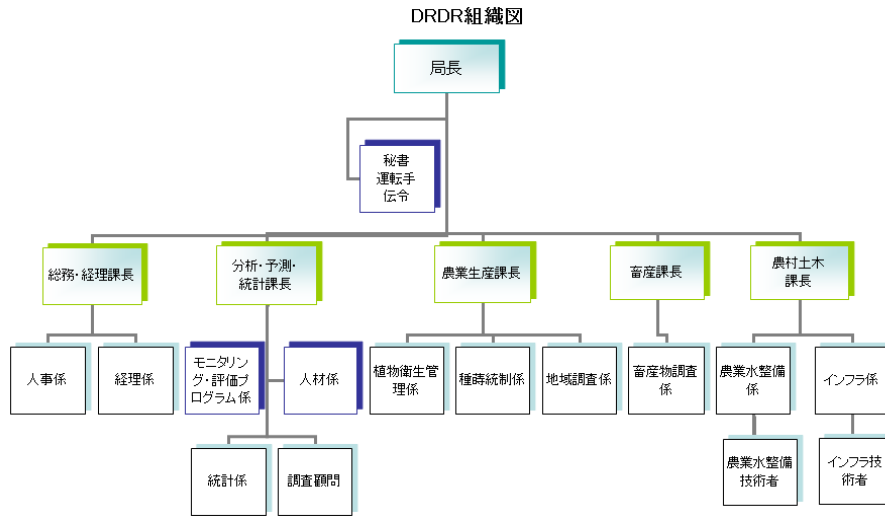 DRDR組織図
局長
秘書
運転手
伝令
総務・経理課長
分析・予測・
統計課長
農業生産課長
畜産課長
農村土木
課長
人事係
経理係
モニタリン
グ・評価プ
ログラム係
人材係
植物衛生管
理係
種蒔統制係
地域調査係
畜産物調査
係
農業水整備
係
インフラ係
統計係
調査顧問
農業水整備
技術者
インフラ技
術者